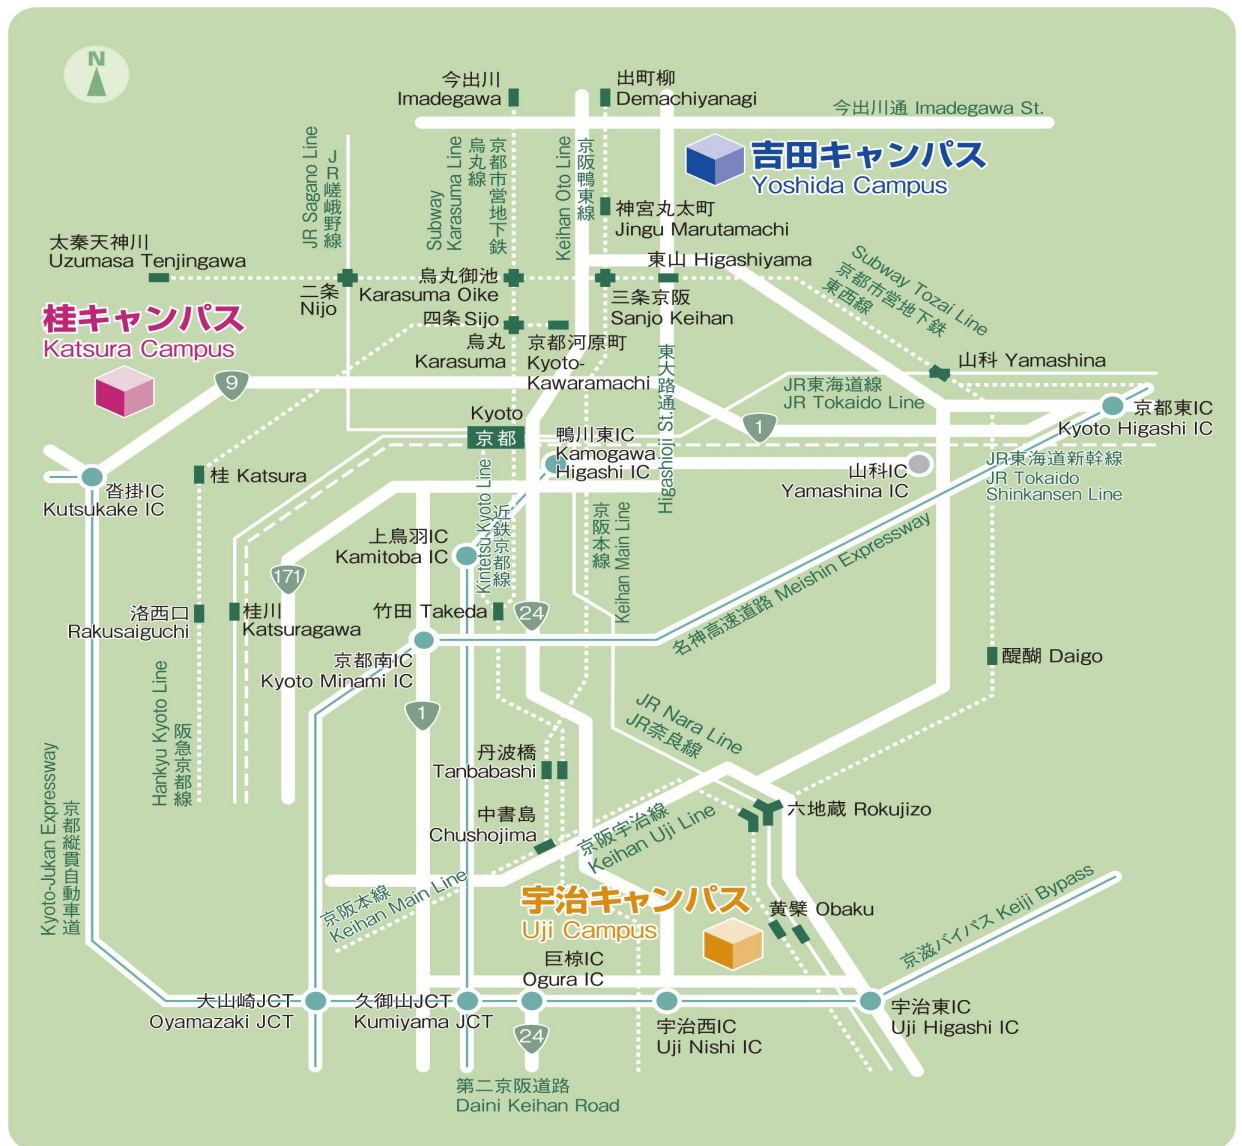 N
今出川
Imadegawa
出町柳
Demachiyanagi
今出川通 Imadegawa St.
吉田キャンパス
Yoshida Campus
JR Sagano Line
JR嵯峨野線
Subway
Karasuma Line
烏丸線
京都市営地下鉄
Keihan Oto Line
京阪鴨東線
神宮丸太町
Jingu Marutamachi
太秦天神川
Uzumasa Tenjingawa
二条
Nijo
烏丸御池
Karasuma Oike
東山 Higashiyama
三条京阪
Sanjo Keihan
Subway Tozai Line
京都市営地下鉄
東西線
桂キャンパス
Katsura Campus
四条 Sijo
烏丸
Karasuma
京都河原町
Kyoto-
Kawaramachi
東大路通
Higashioji St.
山科 Yamashina
9
JR東海道線
JR Tokaido Line
1
京都東IC
Kyoto Higashi IC
Kyoto
京都
鴨川東IC
Kamogawa
Higashi IC
山科IC
Yamashina IC
JR東海道新幹線
JR Tokaido
Shinkansen Line
桂 Katsura
沓掛IC
Kutsukake IC
上鳥羽IC
Kamitoba IC
Kintetsu Kyoto Line
近鉄京都線
京阪本線
Keihan Main Line
名神高速道路 Meishin Expressway
171
洛西口
Rakusaiguchi
桂川
Katsuragawa
竹田 Takeda
24
京都南IC
Kyoto Minami IC
醍醐 Daigo
1
Hankyu Kyoto Line
阪急京都線
JR Nara Line
JR奈良線
丹波橋
Tanbabashi
Kyoto-Jukan Expressway
京都縦貫自動車道
中書島
Chushojima
京阪宇治線
Keihan Uji Line
六地蔵 Rokujizo
京阪本線
Keihan Main Line
宇治キャンパス
Uji Campus
黄檗 Obaku
京滋バイパス Keiji Bypass
巨椋IC
Ogura IC
大山崎JCT
Oyamazaki JCT
久御山JCT
Kumiyama JCT
24
宇治西IC
Uji Nishi IC
宇治東IC
Uji Higashi IC
第二京阪道路
Daini Keihan Road